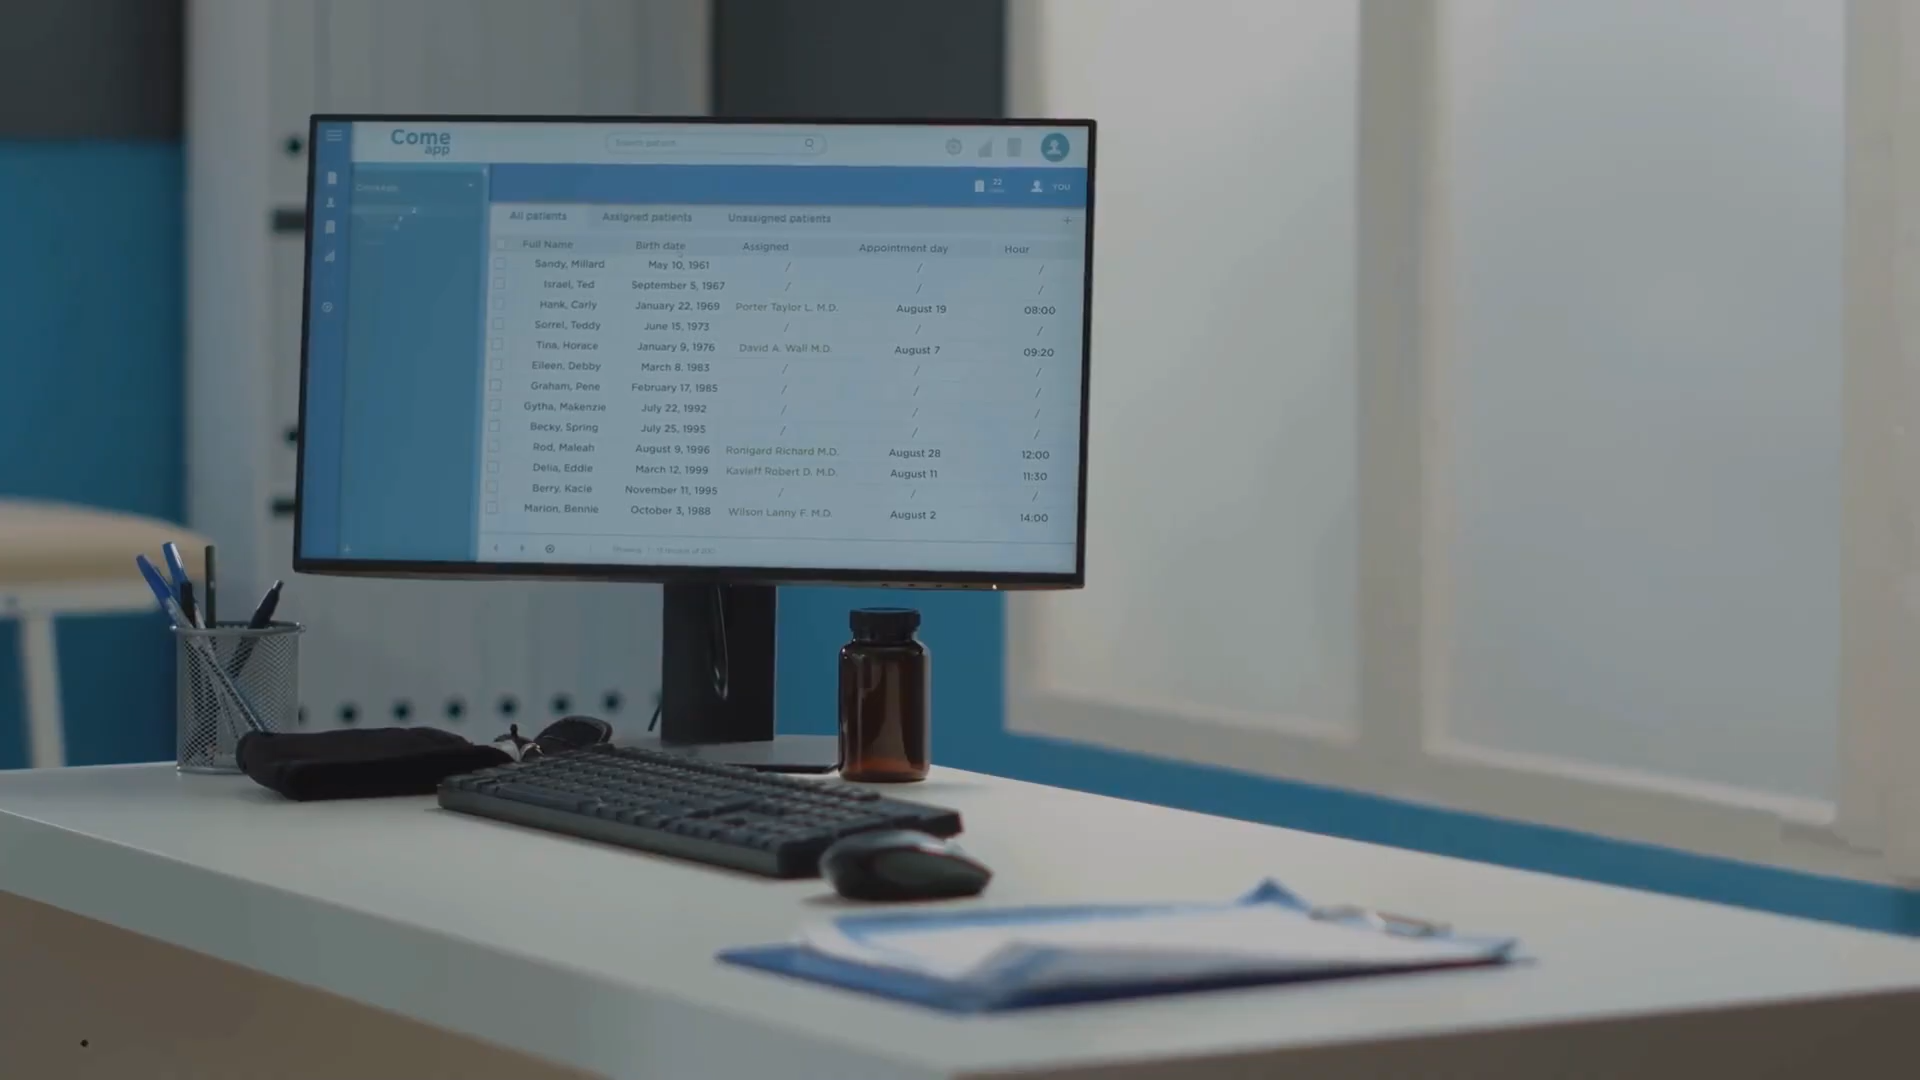 Come
app
Search patient
22
YOU
All patients Assigned patients Unassigned patients
Full Name Birth date Assigned Appointment day Hour
Sandy, Millard May 10, 1961 / / /
Israel, Ted September 5, 1967 / / /
Hank, Carly January 22, 1969 Porter Taylor L. M.D. August 19 08:00
Sorrel, Teddy June 15, 1973 / / /
Tina, Horace January 9, 1976 David A. Wall M.D. August 7 09:20
Eileen, Debby March 8, 1983 / / /
Graham, Pene February 17, 1985 / / /
Gytha, Makenzie July 22, 1992 / / /
Becky, Spring July 25, 1995 / / /
Rod, Maleah August 9, 1996 Ronigard Richard M.D. August 28 12:00
Delia, Eddie March 12, 1999 Kavieff Robert D. M.D. August 11 11:30
Berry, Kacie November 11, 1995 / / /
Marion, Bennie October 3, 1988 Wilson Lanny F. M.D. August 2 14:00